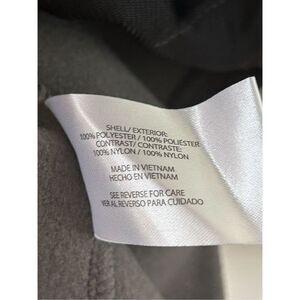 SHELL/ EXTERIOR:
100% POLYESTER / 100% POLIÉSTER
CONTRAST/ CONTRASTE:
100% NYLON / 100% NYLON
MADE IN VIETNAM
HECHO EN VIETNAM
SEE REVERSE FOR CARE
VER AL REVERSO PARA CUIDADO